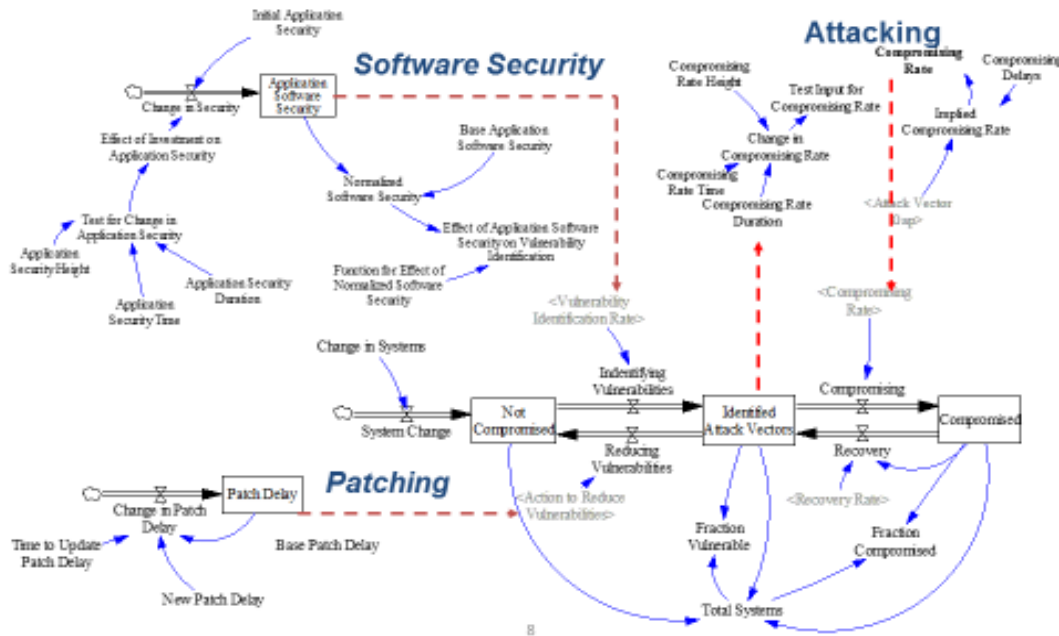 Initial Application
Security
Software Security
Attacking
Change in Security
Application
Software
Security
Effect of Investment on
Application Security
Base Application
Software Security
Normalized
Software Security
Test for Change in
Application Security
Application
Security Height
Effect of Application Software
Security on Vulnerability
Identification
Application Security
Duration
Function for Effect of
Normalized Software
Security
Application
Security Time
Compromising
Rate Height
Test Input for
Compromising Rate
Compromising
Rate
Compromising
Delays
Implied
Compromising Rate
Change in
Compromising Rate
Compromising
Rate Time
Compromising Rate
Duration
<Attack Vector
Gap>
<Vulnerability
Identification Rate>
<Compromising
Rate>
Change in Systems
Indentifying
Vulnerabilities
Compromising
System Change
Not
Compromised
Identified
Attack Vectors
Compromised
Reducing
Vulnerabilities
Recovery
Patching
Patch Delay
Change in Patch
Delay
<Action to Reduce
Vulnerabilities>
<Recovery Rate>
Time to Update
Patch Delay
Base Patch Delay
Fraction
Vulnerable
Fraction
Compromised
New Patch Delay
Total Systems
8